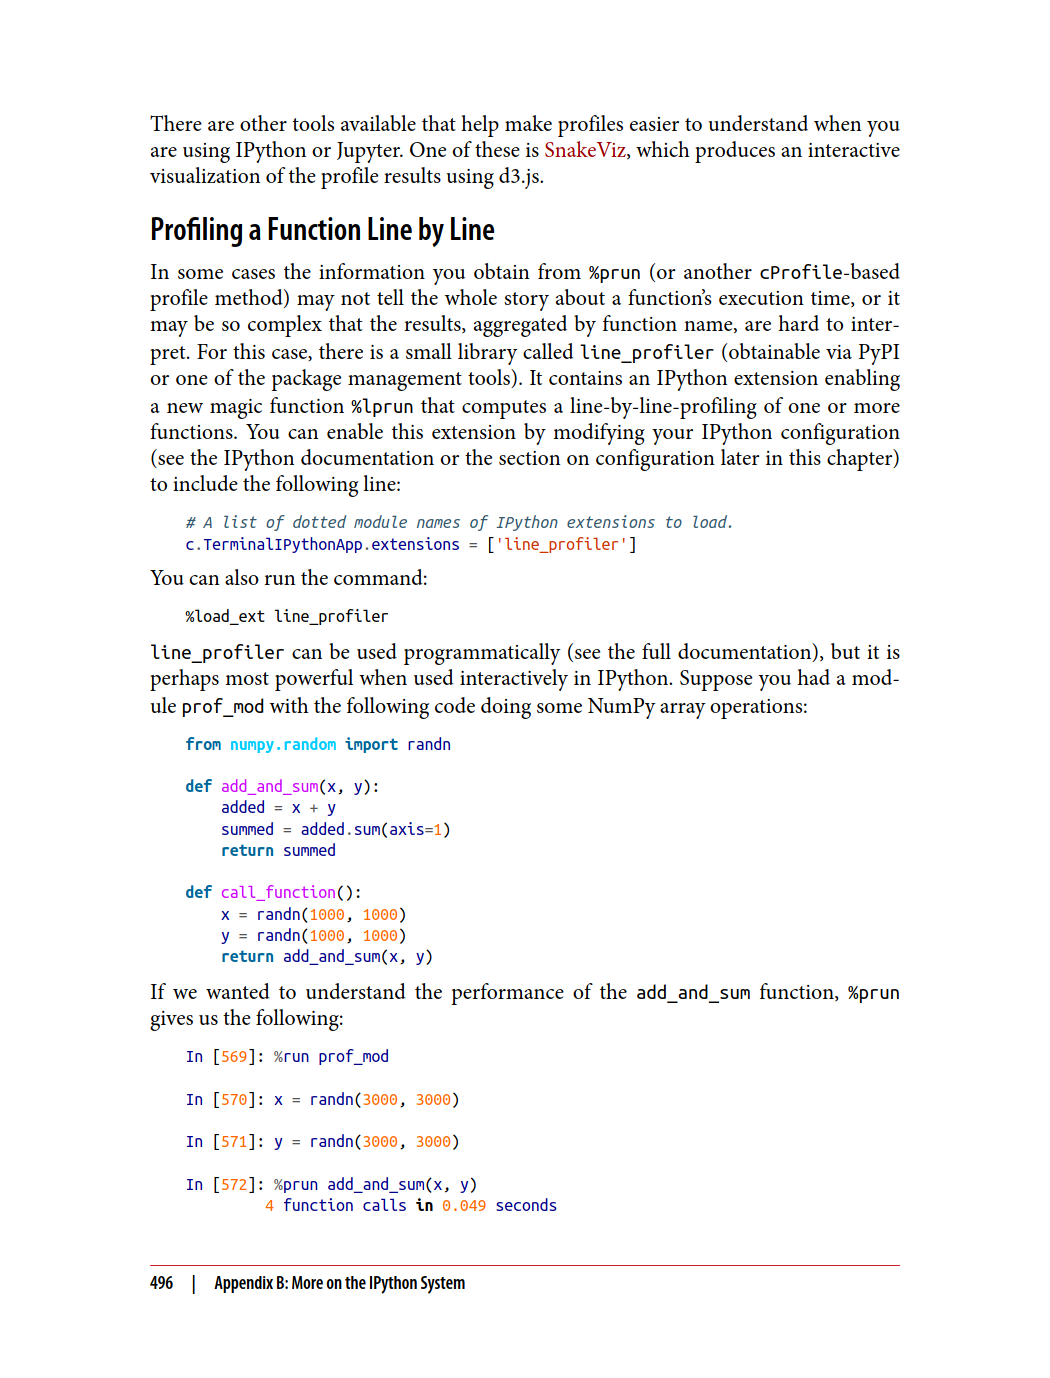 There are other tools available that help make profiles easier to understand when you
are using IPython or Jupyter. One of these is SnakeViz, which produces an interactive
visualization of the profile results using d3.js.
Profiling a Function Line by Line
In some cases the information you obtain from %prun (or another cProfile-based
profile method) may not tell the whole story about a function’s execution time, or it
may be so complex that the results, aggregated by function name, are hard to inter-
pret. For this case, there is a small library called line_profiler (obtainable via PyPI
or one of the package management tools). It contains an IPython extension enabling
a new magic function %lprun that computes a line-by-line-profiling of one or more
functions. You can enable this extension by modifying your IPython configuration
(see the IPython documentation or the section on configuration later in this chapter)
to include the following line:
# A list of dotted module names of IPython extensions to load.
c.TerminalIPythonApp.extensions = ['line_profiler']
You can also run the command:
%load_ext line_profiler
line_profiler can be used programmatically (see the full documentation), but it is
perhaps most powerful when used interactively in IPython. Suppose you had a mod-
ule prof_mod with the following code doing some NumPy array operations:
from numpy.random import randn
def add_and_sum(x, y):
    added = x + y
    summed = added.sum(axis=1)
    return summed
def call_function():
    x = randn(1000, 1000)
    y = randn(1000, 1000)
    return add_and_sum(x, y)
If we wanted to understand the performance of the add_and_sum function, %prun
gives us the following:
In [569]: %run prof_mod
In [570]: x = randn(3000, 3000)
In [571]: y = randn(3000, 3000)
In [572]: %prun add_and_sum(x, y)
         4 function calls in 0.049 seconds
496 | Appendix B: More on the IPython System